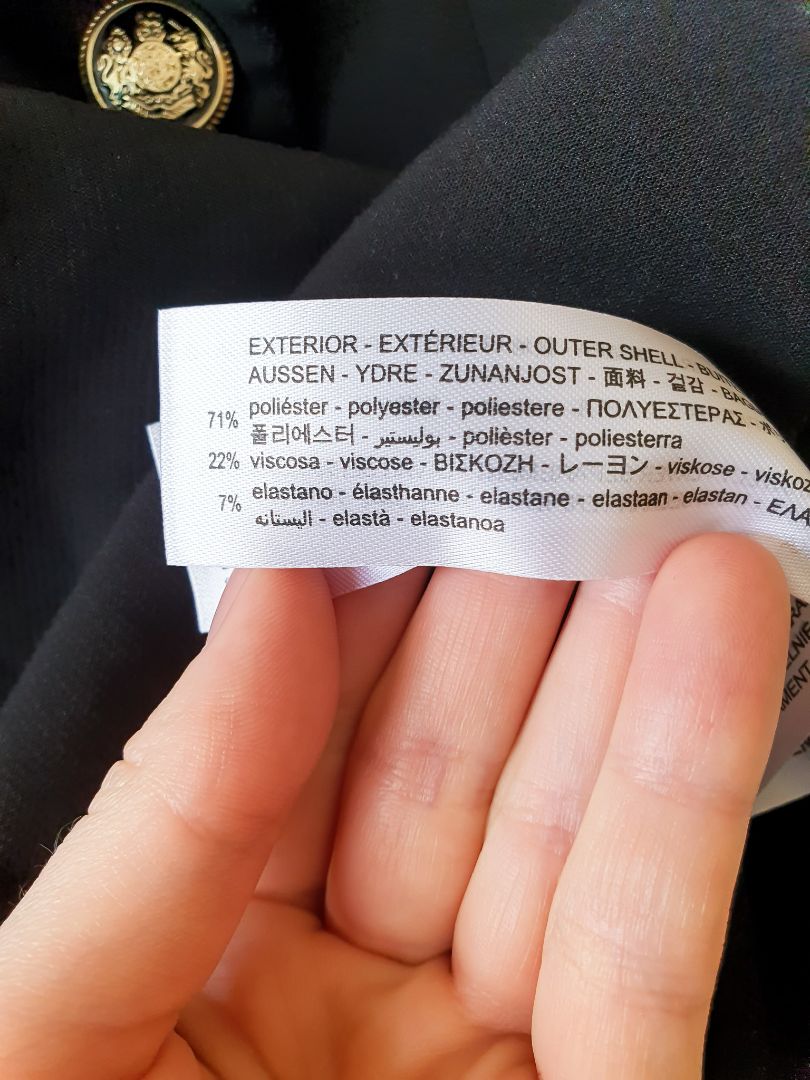 EXTERIOR - EXTÉRIEUR - OUTER SHELL -
AUSSEN - YDRE - ZUNANJOST - 面料 - 겉감 -
71% poliéster - polyester - poliestere - ΠΟΛΥΕΣΤΕΡΑΣ -
폴리에스터 - بوليستير - polièster - poliesterra
22% viscosa - viscose - ΒΙΣΚΟΖΗ - レーヨン - viskose -
7% elastano - élasthanne - elastane - elastaan - elastan -
اليستانه - elastà - elastanoa